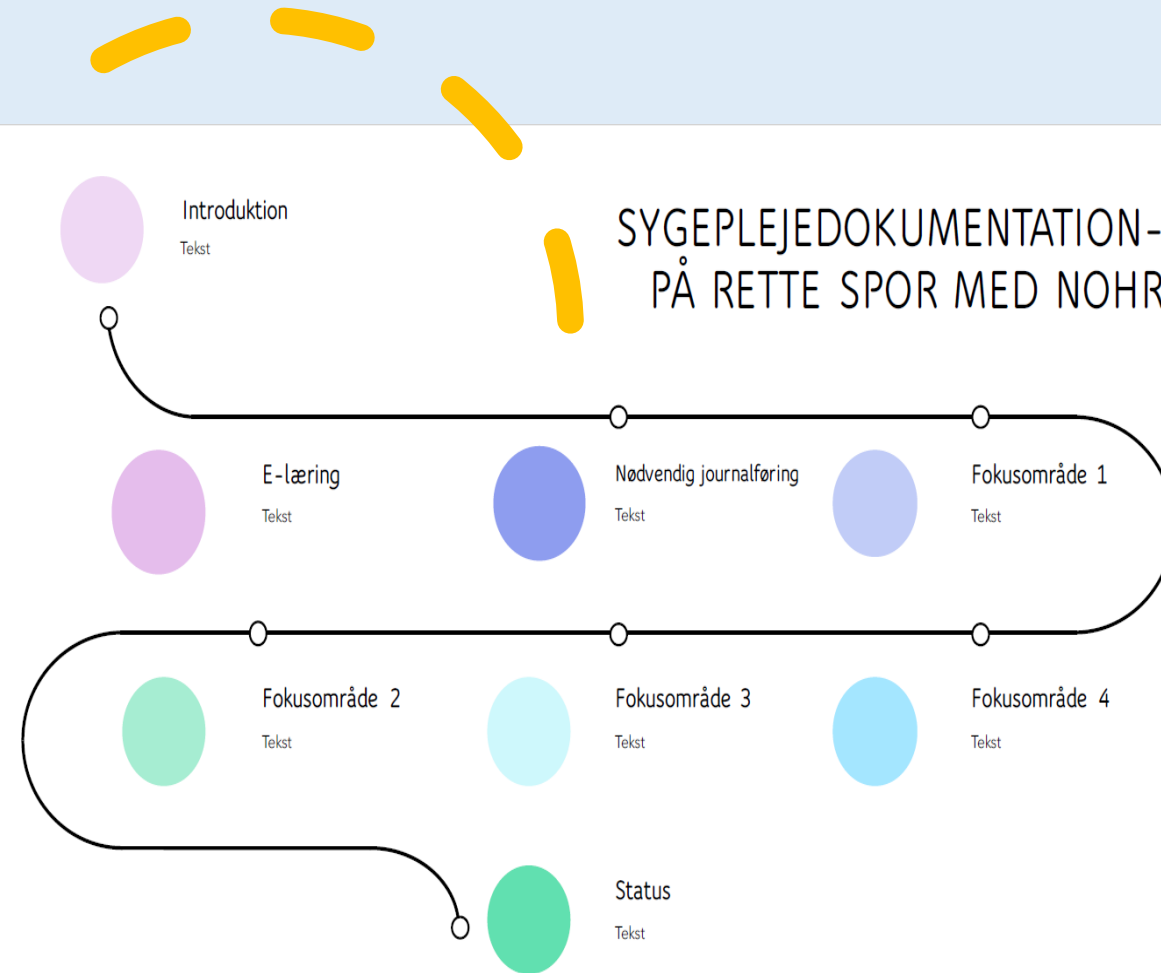 SYGEPLEJEDOKUMENTATION-
PÅ RETTE SPOR MED NOHR
Introduktion
Tekst
E-læring
Tekst
Nødvendig journalføring
Tekst
Fokusområde 1
Tekst
Fokusområde 2
Tekst
Fokusområde 3
Tekst
Fokusområde 4
Tekst
Status
Tekst